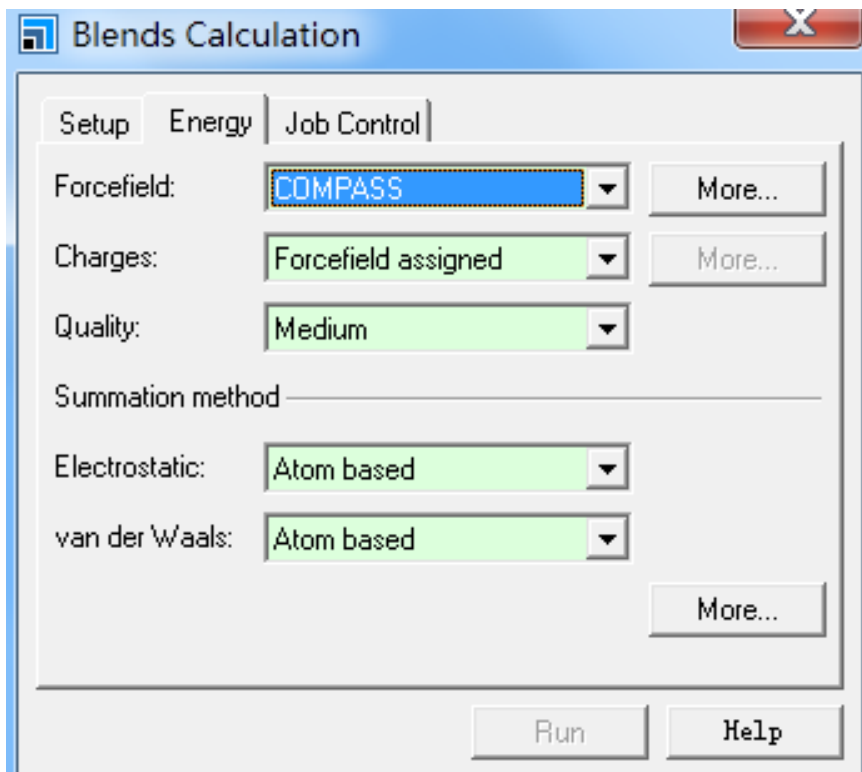 Blends Calculation
Setup Energy Job Control
Forcefield: COMPASS More...
Charges: Forcefield assigned More...
Quality: Medium
Summation method
Electrostatic: Atom based
van der Waals: Atom based
More...
Run Help